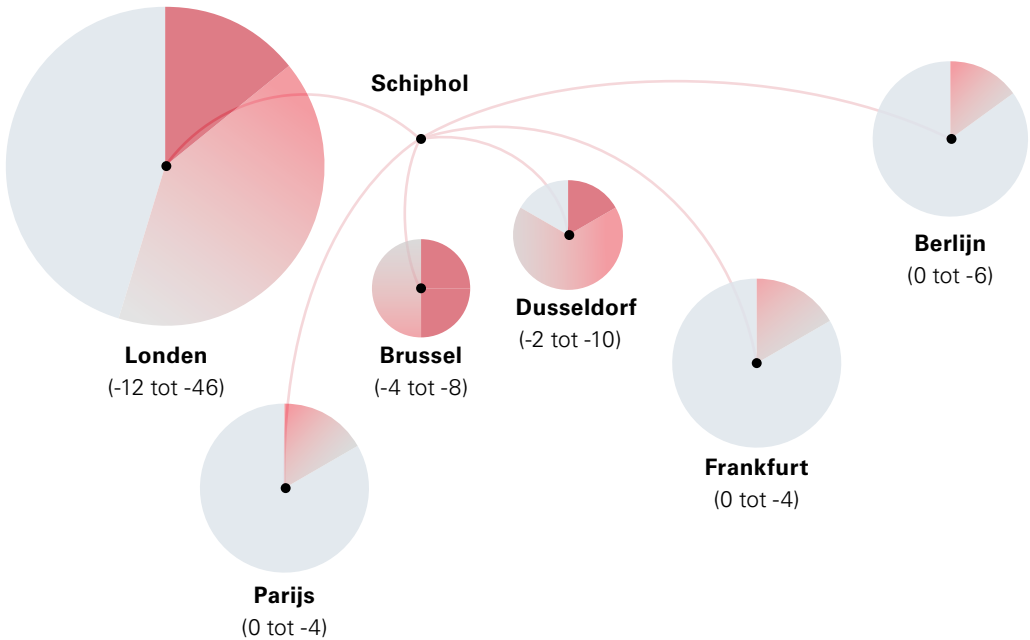 Schiphol
Berlijn
(0 tot -6)
Dusseldorf
(-2 tot -10)
Londen
(-12 tot -46)
Brussel
(-4 tot -8)
Frankfurt
(0 tot -4)
Parijs
(0 tot -4)